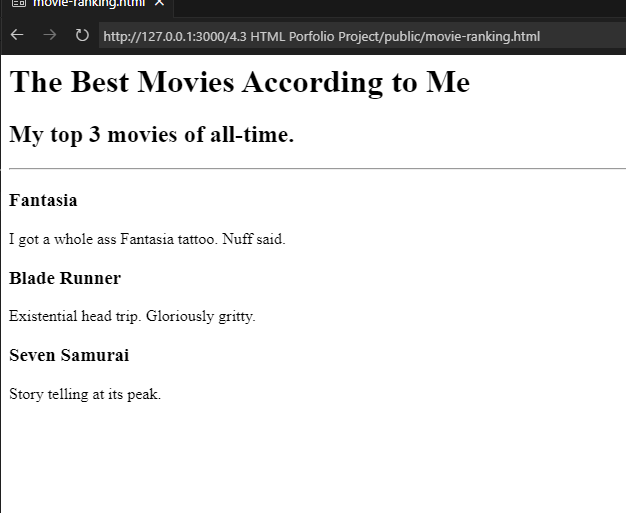 movie-ranking.html
http://127.0.0.1:3000/4.3 HTML Porfolio Project/public/movie-ranking.html
The Best Movies According to Me
My top 3 movies of all-time.
Fantasia
I got a whole ass Fantasia tattoo. Nuff said.
Blade Runner
Existential head trip. Gloriously gritty.
Seven Samurai
Story telling at its peak.